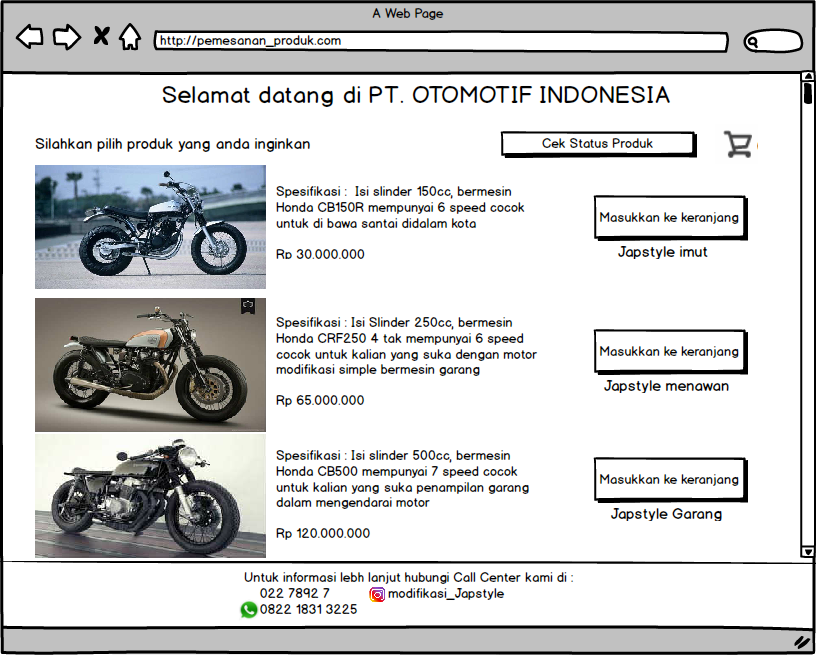 A Web Page
http://pemesanan_produk.com
Selamat datang di PT. OTOMOTIF INDONESIA
Silahkan pilih produk yang anda inginkan
Cek Status Produk
Spesifikasi : Isi slinder 150cc, bermesin
Honda CB150R mempunyai 6 speed cocok
untuk di bawa santai didalam kota
Rp 30.000.000
Masukkan ke keranjang
Japstyle imut
Spesifikasi : Isi Slinder 250cc, bermesin
Honda CRF250 4 tak mempunyai 6 speed
cocok untuk kalian yang suka dengan motor
modifikasi simple bermesin garang
Rp 65.000.000
Masukkan ke keranjang
Japstyle menawan
Spesifikasi : Isi slinder 500cc, bermesin
Honda CB500 mempunyai 7 speed cocok
untuk kalian yang suka penampilan garang
dalam mengendarai motor
Rp 120.000.000
Masukkan ke keranjang
Japstyle Garang
Untuk informasi lebh lanjut hubungi Call Center kami di :
022 7892 7 modifikasi_Japstyle
0822 1831 3225